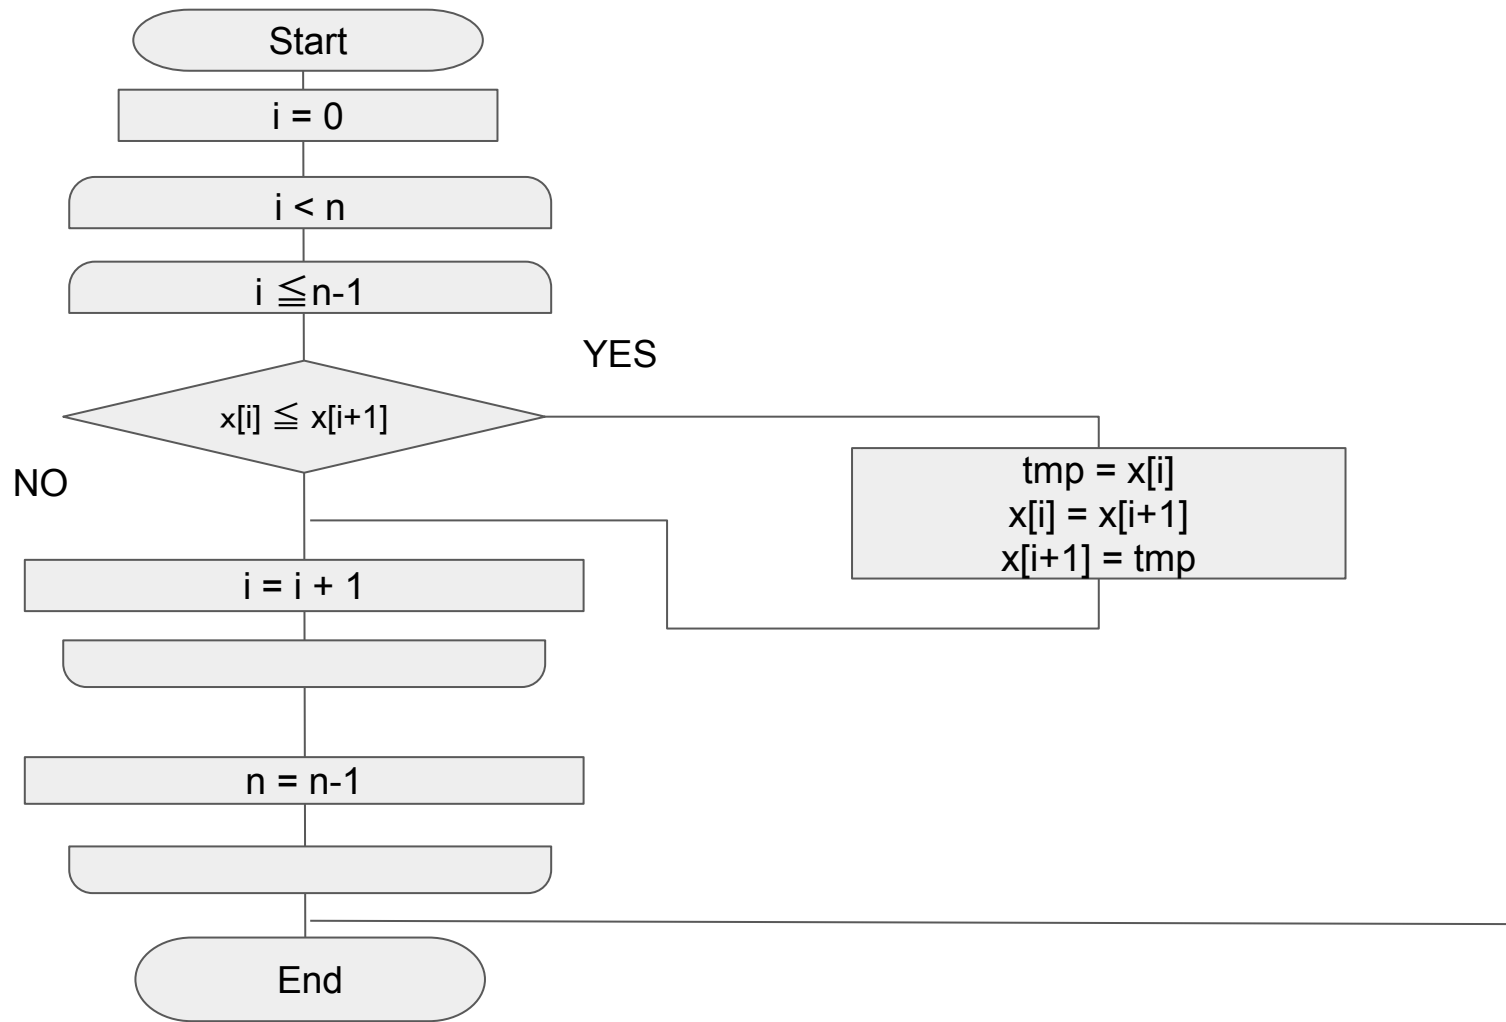 Start
i = 0
i < n
i ≦n-1
YES
x[i] ≦ x[i+1]
NO
tmp = x[i]
x[i] = x[i+1]
x[i+1] = tmp
i = i + 1
n = n-1
End